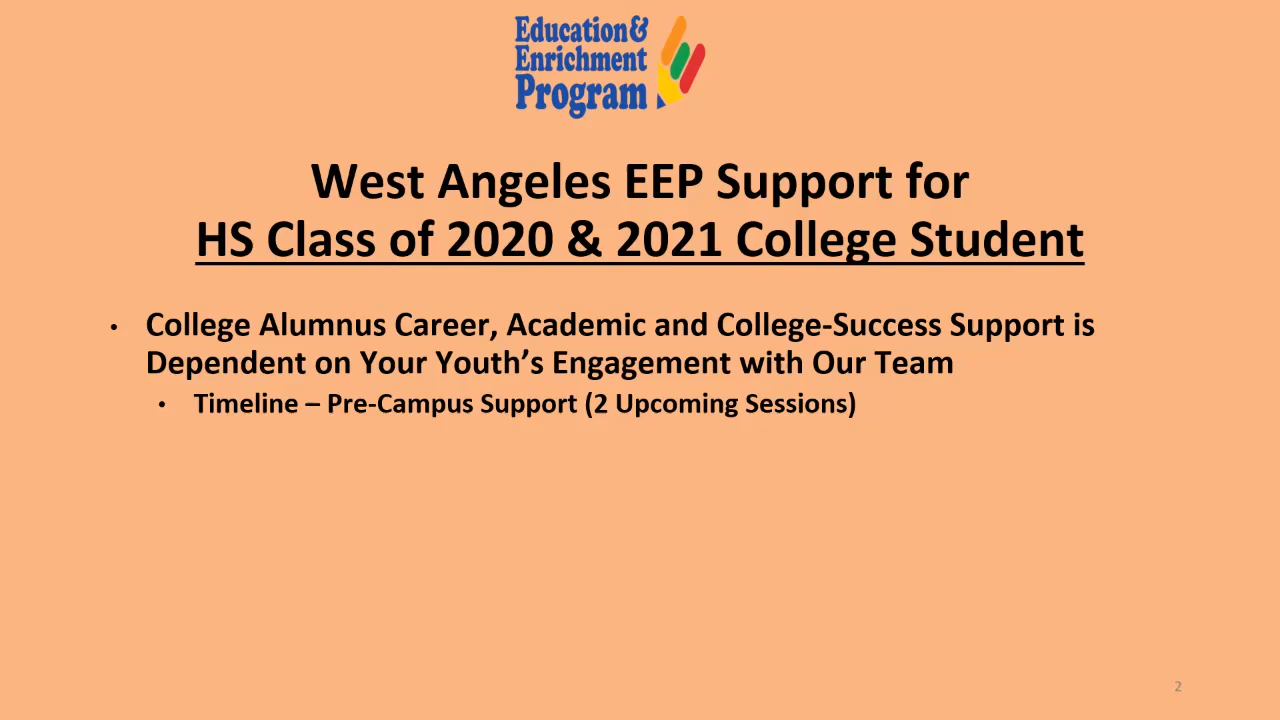 Education&
Enrichment
Program
West Angeles EEP Support for
HS Class of 2020 & 2021 College Student
• College Alumnus Career, Academic and College-Success Support is
Dependent on Your Youth’s Engagement with Our Team
• Timeline – Pre-Campus Support (2 Upcoming Sessions)
2